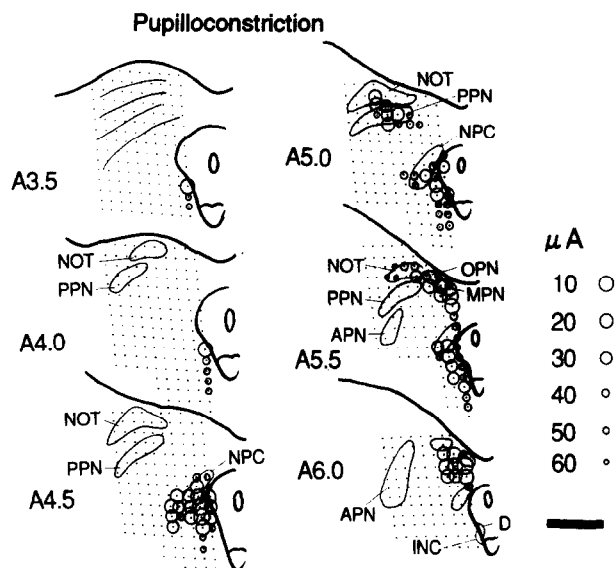 Pupilloconstriction
A3.5
A4.0
NOT
PPN
A4.5
NOT
PPN
NPC
A5.0
NOT
PPN
NPC
A5.5
NOT
PPN
APN
OPN
MPN
A6.0
APN
INC
D
μA
10
20
30
40
50
60